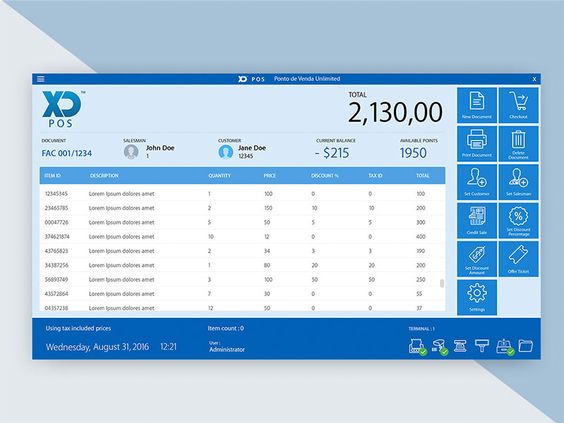 XD POS Ponto de Venda Unlimited X
XD™
POS
TOTAL
2,130,00
DOCUMENT SALESMAN CUSTOMER CURRENT BALANCE AVAILABLE POINTS
FAC 001/1234 John Doe 1 Jane Doe 12345 - $215 1950
ITEM ID DESCRIPTION QUANTITY PRICE DISCOUNT % TAX ID TOTAL
12345345 Lorem Ipsum dolores amet 1 100 0 0 100
23465785 Lorem Ipsum dolores amet 2 150 10 10 200
00047726 Lorem Ipsum dolores amet 5 50 5 5 300
374621874 Lorem Ipsum dolores amet 10 12 0 0 400
43765823 Lorem Ipsum dolores amet 2 34 3 3 190
34387256 Lorem Ipsum dolores amet 1 80 20 20 200
56893749 Lorem Ipsum dolores amet 3 100 50 50 250
43572864 Lorem Ipsum dolores amet 7 30 0 0 55
04357238 Lorem Ipsum dolores amet 12 50 0 0 37
New Document Checkout
Print Document Delete Document
Set Customer Set Salesman
Credit Sale Set Discount Percentage
Set Discount Amount Offer Ticket
Settings
Using tax included prices Item count : 0 TERMINAL : 1
Wednesday, August 31, 2016 12:21 User : Administrator